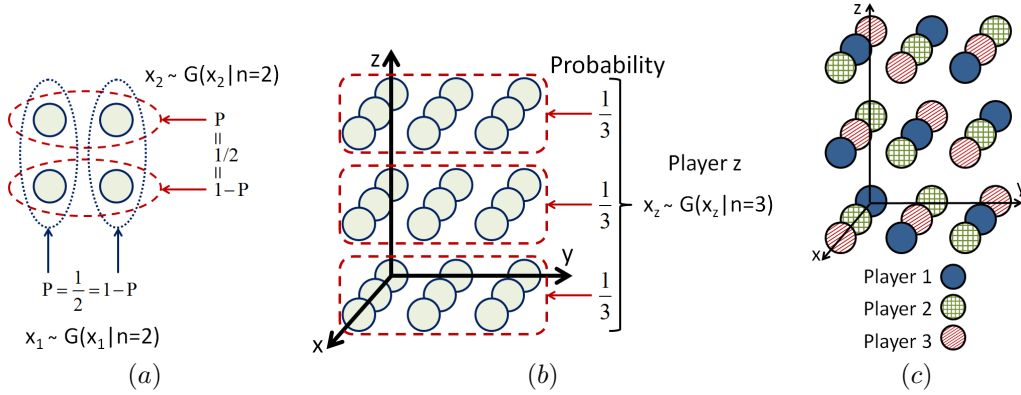 x₂ ~ G(x₂|n=2)
P
=
1/2
=
1−P
P = 1/2 = 1−P
x₁ ~ G(x₁|n=2)
(a)
z
Probability
1/3
1/3
Player z
x_z ~ G(x_z|n=3)
y
1/3
x
(b)
z
y
x
Player 1
Player 2
Player 3
(c)